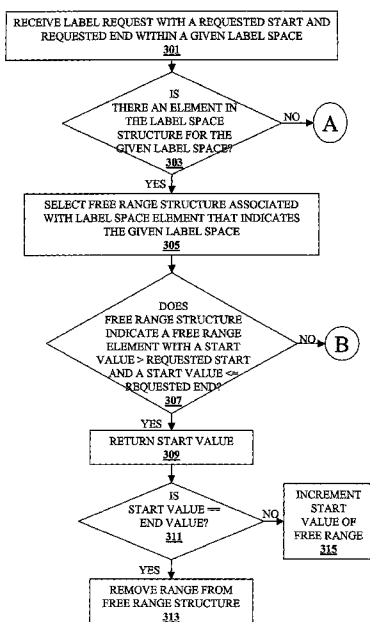 RECEIVE LABEL REQUEST WITH A REQUESTED START AND
REQUESTED END WITHIN A GIVEN LABEL SPACE
301
IS
THERE AN ELEMENT IN
THE LABEL SPACE
STRUCTURE FOR THE
GIVEN LABEL SPACE?
303
NO
A
YES
SELECT FREE RANGE STRUCTURE ASSOCIATED
WITH LABEL SPACE ELEMENT THAT INDICATES
THE GIVEN LABEL SPACE
305
DOES
FREE RANGE STRUCTURE
INDICATE A FREE RANGE
ELEMENT WITH A START
VALUE > REQUESTED START
AND A START VALUE <=
REQUESTED END?
307
NO
B
YES
RETURN START VALUE
309
IS
START VALUE ==
END VALUE?
311
NO
INCREMENT
START
VALUE OF
FREE RANGE
315
YES
REMOVE RANGE FROM
FREE RANGE STRUCTURE
313